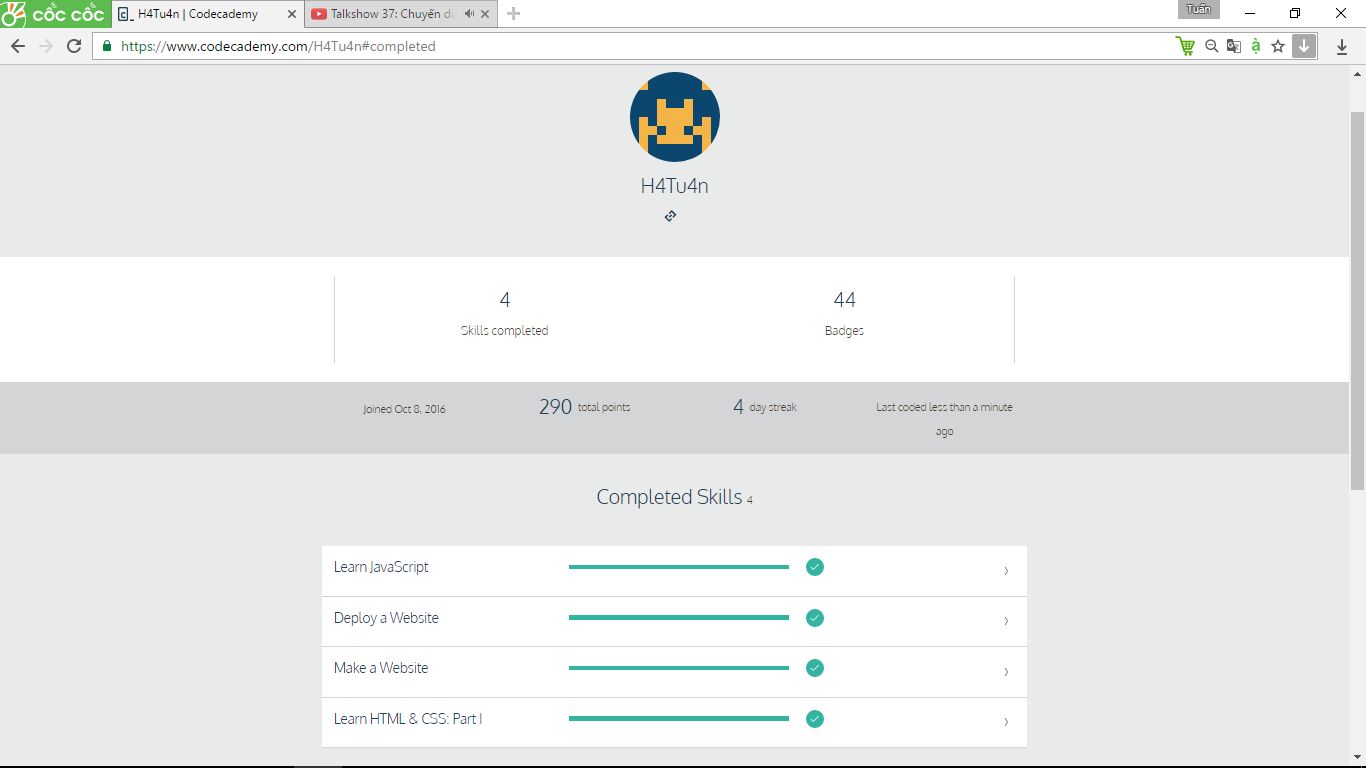 cốc cốc
H4Tu4n | Codecademy
Talkshow 37: Chuyến du
Tuấn
https://www.codecademy.com/H4Tu4n#completed
H4Tu4n
4
Skills completed
44
Badges
Joined Oct 8, 2016
290 total points
4 day streak
Last coded less than a minute
ago
Completed Skills 4
Learn JavaScript
Deploy a Website
Make a Website
Learn HTML & CSS: Part I